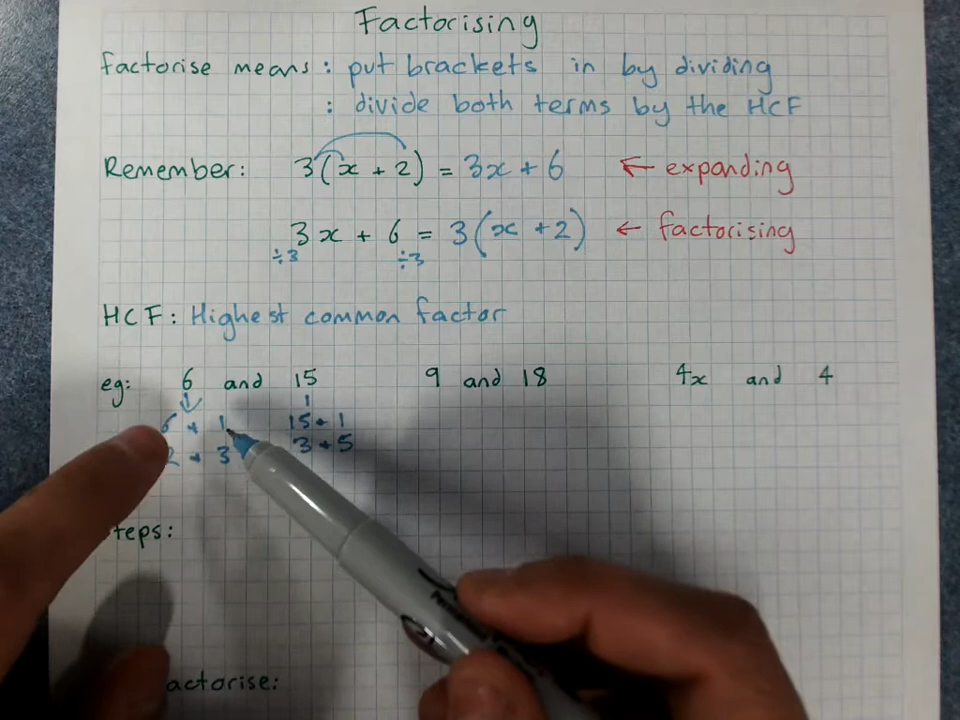 Factorising
factorise means: put brackets in by dividing
: divide both terms by the HCF
Remember: 3(x + 2) = 3x + 6 ← expanding
3x + 6 = 3(x + 2) ← factorising
÷3 ÷3
HCF: Highest common factor
eg: 6 and 15 9 and 18 4x and 4
6 + 1 15 + 1
2 + 3 3 + 5
teps:
actorise: